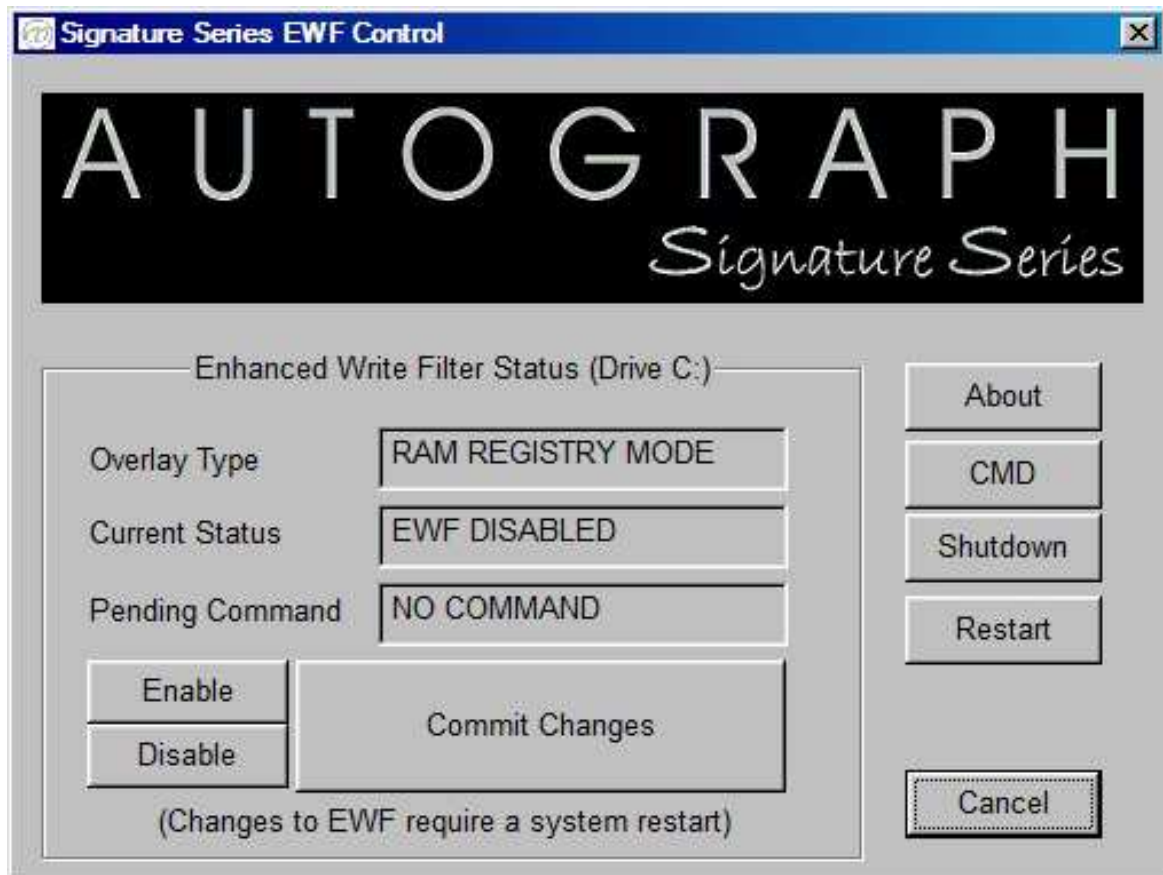 Signature Series EWF Control
AUTOGRAPH
Signature Series
Enhanced Write Filter Status (Drive C:)
Overlay Type
RAM REGISTRY MODE
Current Status
EWF DISABLED
Pending Command
NO COMMAND
Enable
Disable
Commit Changes
(Changes to EWF require a system restart)
About
CMD
Shutdown
Restart
Cancel